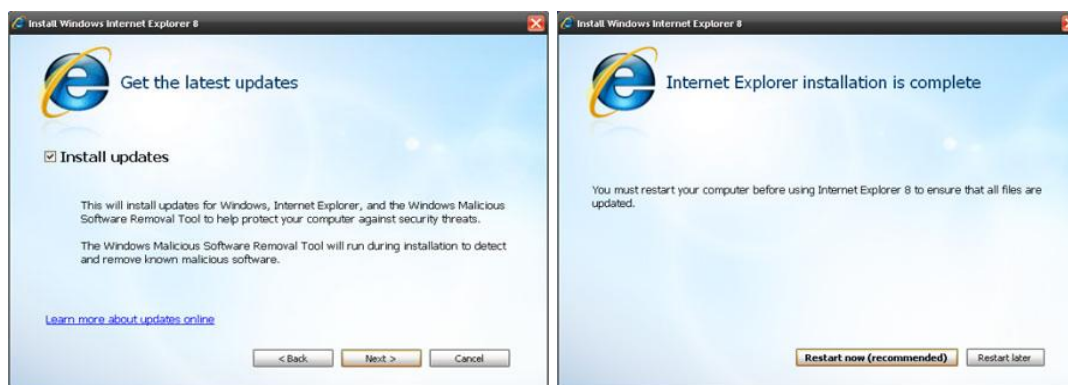 Install Windows Internet Explorer 8
Get the latest updates
Install updates
This will install updates for Windows, Internet Explorer, and the Windows Malicious
Software Removal Tool to help protect your computer against security threats.
The Windows Malicious Software Removal Tool will run during installation to detect
and remove known malicious software.
Learn more about updates online
< Back
Next >
Cancel
Install Windows Internet Explorer 8
Internet Explorer installation is complete
You must restart your computer before using Internet Explorer 8 to ensure that all files are
updated.
Restart now (recommended)
Restart later